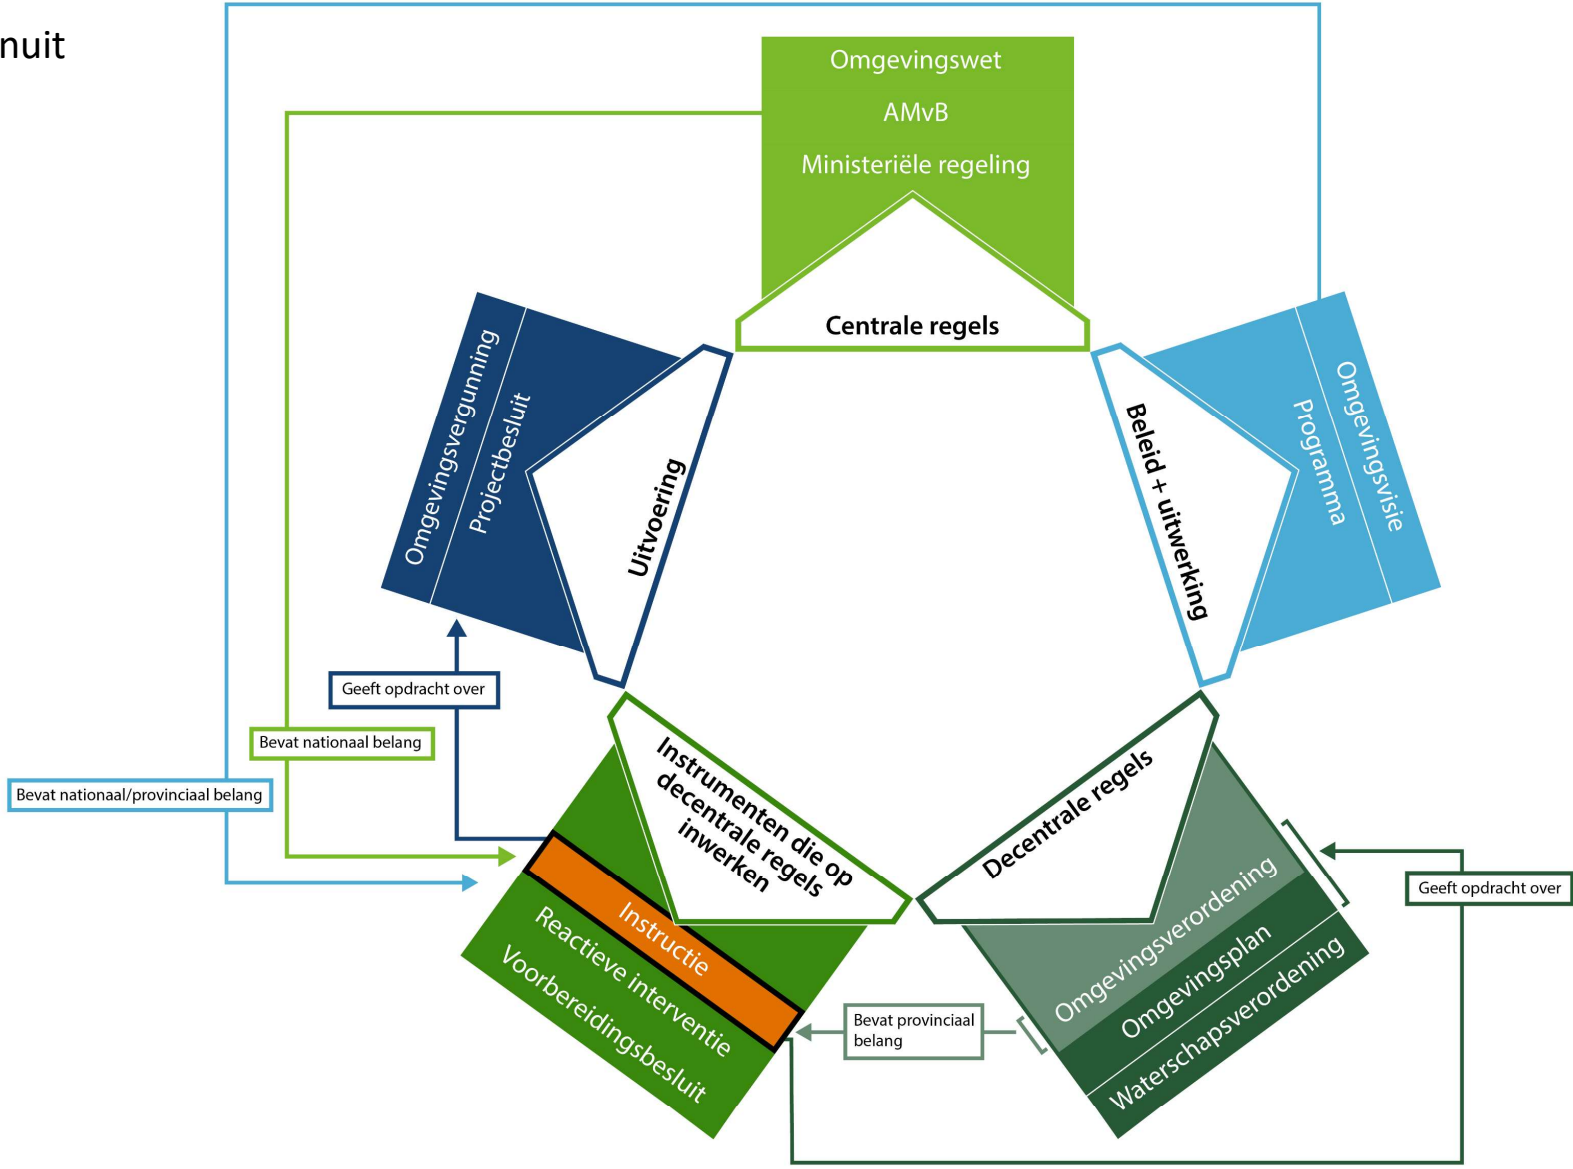 nuit
Omgevingswet
AMvB
Ministeriële regeling
Centrale regels
Omgevingsvergunning
Projectbesluit
Uitvoering
Beleid + uitwerking
Programma
Omgevingsvisie
Geeft opdracht over
Bevat nationaal belang
Bevat nationaal/provinciaal belang
Instrumenten die op
decentrale regels
inwerken
Instructie
Reactieve interventie
Voorbereidingsbesluit
Decentrale regels
Omgevingsverordening
Omgevingsplan
Waterschapsverordening
Geeft opdracht over
Bevat provinciaal
belang